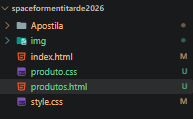 spaceformentitarde2026
Apostila
img
index.html M
produto.css U
produtos.html U
style.css M